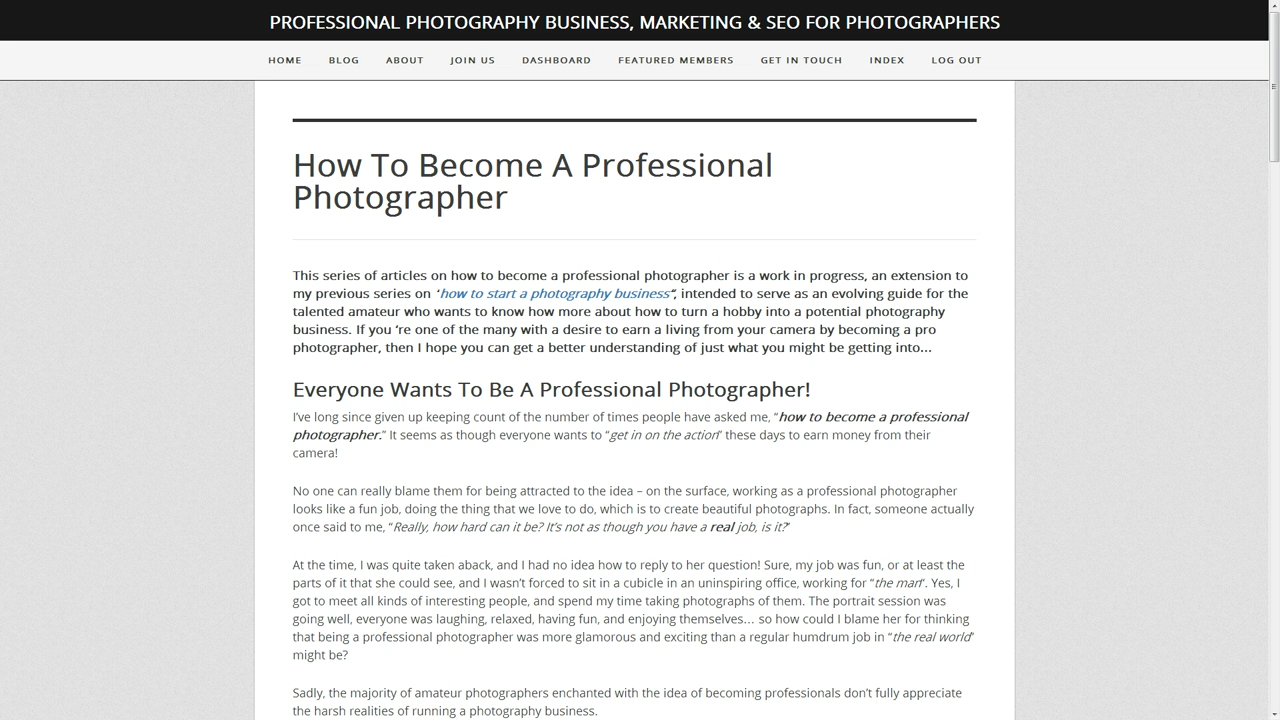 PROFESSIONAL PHOTOGRAPHY BUSINESS, MARKETING & SEO FOR PHOTOGRAPHERS
HOME BLOG ABOUT JOIN US DASHBOARD FEATURED MEMBERS GET IN TOUCH INDEX LOG OUT
How To Become A Professional
Photographer
This series of articles on how to become a professional photographer is a work in progress, an extension to
my previous series on ‘how to start a photography business“, intended to serve as an evolving guide for the
talented amateur who wants to know how more about how to turn a hobby into a potential photography
business. If you ‘re one of the many with a desire to earn a living from your camera by becoming a pro
photographer, then I hope you can get a better understanding of just what you might be getting into…
Everyone Wants To Be A Professional Photographer!
I’ve long since given up keeping count of the number of times people have asked me, “how to become a professional
photographer.” It seems as though everyone wants to “get in on the action” these days to earn money from their
camera!
No one can really blame them for being attracted to the idea – on the surface, working as a professional photographer
looks like a fun job, doing the thing that we love to do, which is to create beautiful photographs. In fact, someone actually
once said to me, “Really, how hard can it be? It’s not as though you have a real job, is it?”
At the time, I was quite taken aback, and I had no idea how to reply to her question! Sure, my job was fun, or at least the
parts of it that she could see, and I wasn’t forced to sit in a cubicle in an uninspiring office, working for “the man”. Yes, I
got to meet all kinds of interesting people, and spend my time taking photographs of them. The portrait session was
going well, everyone was laughing, relaxed, having fun, and enjoying themselves… so how could I blame her for thinking
that being a professional photographer was more glamorous and exciting than a regular humdrum job in “the real world”
might be?
Sadly, the majority of amateur photographers enchanted with the idea of becoming professionals don’t fully appreciate
the harsh realities of running a photography business.